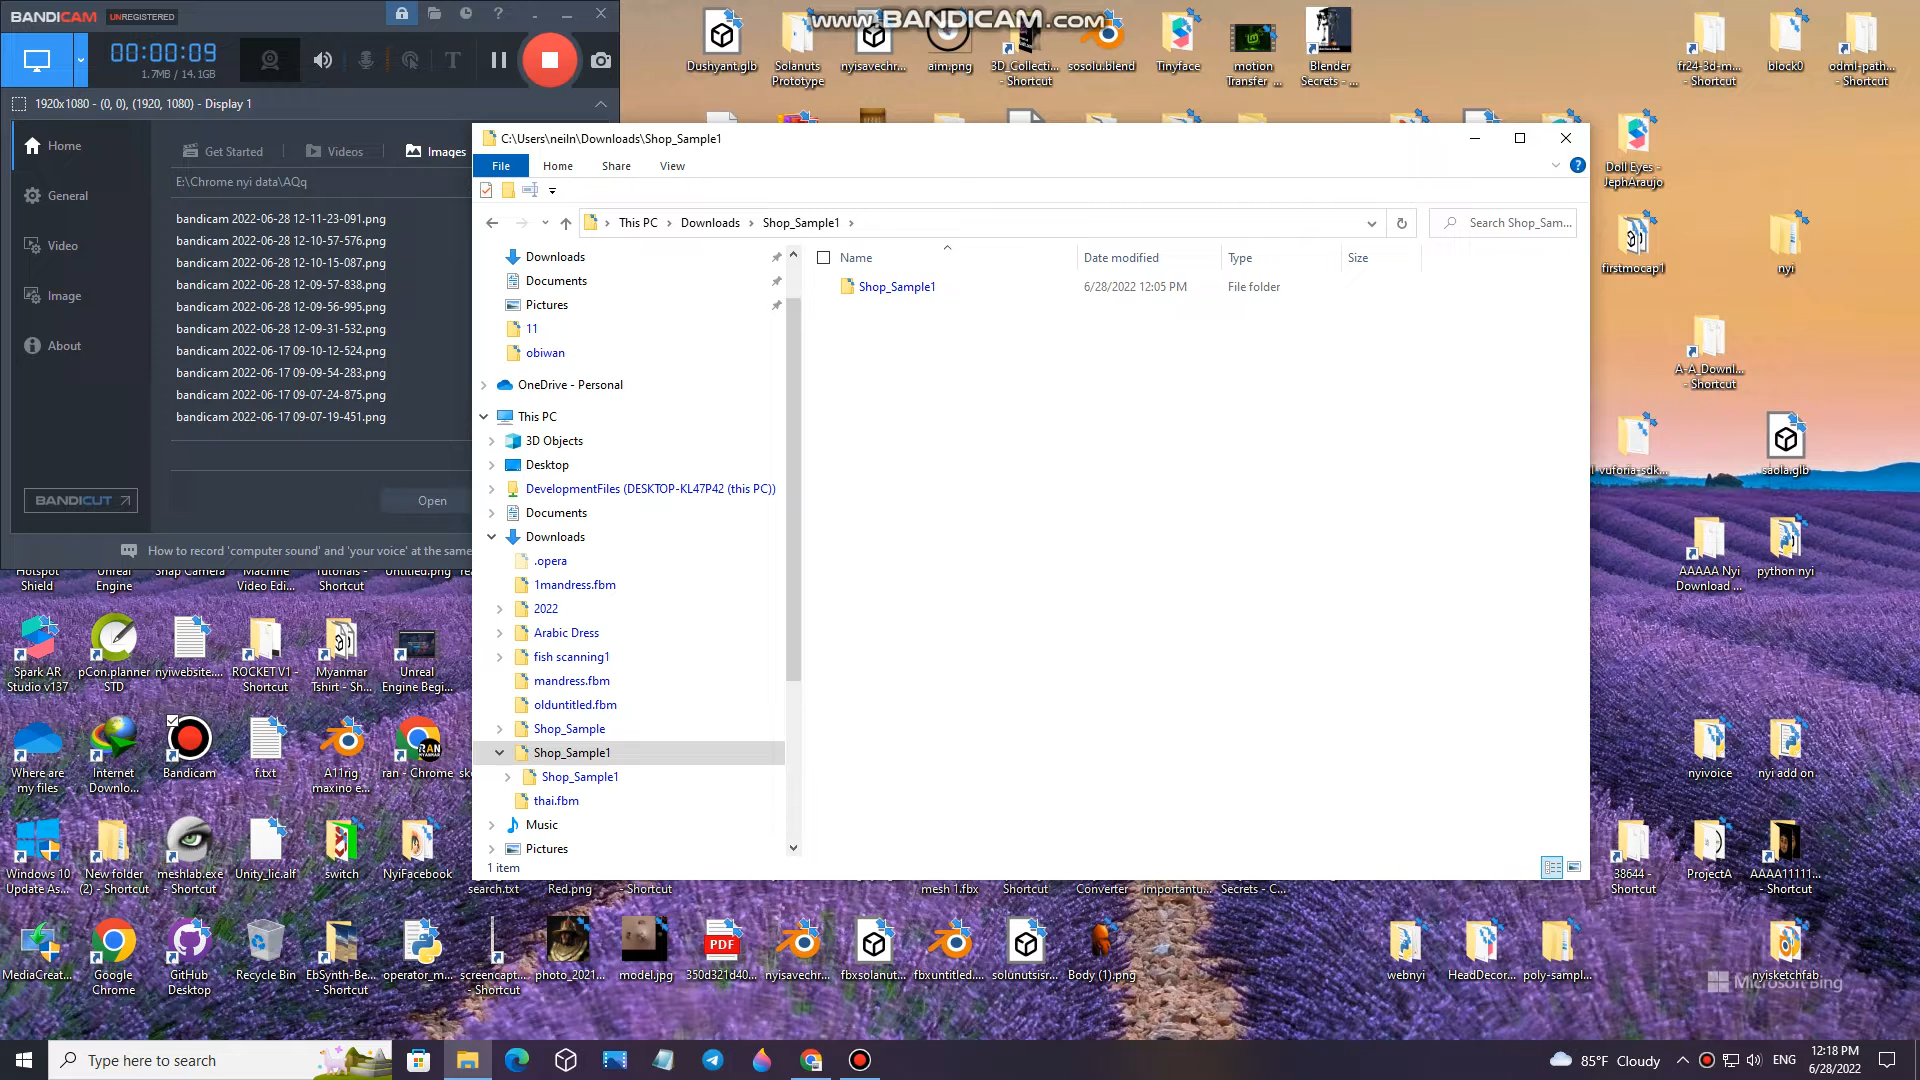 BANDICAM UNREGISTERED
www.BANDICAM.COM
00:00:09
1.7MB / 14.1GB
1920x1080 - (0, 0), (1920, 1080) - Display 1
Home
General
Video
Image
About
BANDICUT
Get Started
Videos
Images
E:\Chrome nyi data\AQq
bandicam 2022-06-28 12-11-23-091.png
bandicam 2022-06-28 12-10-57-576.png
bandicam 2022-06-28 12-10-15-087.png
bandicam 2022-06-28 12-09-57-838.png
bandicam 2022-06-28 12-09-56-995.png
bandicam 2022-06-28 12-09-31-532.png
bandicam 2022-06-17 09-10-12-524.png
bandicam 2022-06-17 09-09-54-283.png
bandicam 2022-06-17 09-07-24-875.png
bandicam 2022-06-17 09-07-19-451.png
Open
How to record 'computer sound' and 'your voice' at the same
C:\Users\neiln\Downloads\Shop_Sample1
File
Home
Share
View
This PC
Downloads
Shop_Sample1
Search Shop_Sam...
Downloads
Documents
Pictures
11
obiwan
OneDrive - Personal
This PC
3D Objects
Desktop
DevelopmentFiles (DESKTOP-KL47P42 (this PC))
Documents
Downloads
.opera
1mandress.fbm
2022
Arabic Dress
fish scanning1
mandress.fbm
olduntitled.fbm
Shop_Sample
Shop_Sample1
Shop_Sample1
thai.fbm
Music
Pictures
1 item
Name
Date modified
Type
Size
Shop_Sample1
6/28/2022 12:05 PM
File folder
Dushyant.glb
Solanuts
Prototype
nyisavechr...
aim.png
3D_Collecti...
- Shortcut
sosolu.blend
Tinyface
motion
Transfer ...
Blender
Secrets - ...
fr24-3d-m...
- Shortcut
block0
odml-path...
- Shortcut
Doll Eyes -
JephAraujo
firstmocap1
nyi
A-A_Downl...
- Shortcut
vuforia-sdk...
saola.glb
AAAAA Nyi
Download ...
python nyi
nyivoice
nyi add on
38644 -
Shortcut
ProjectA
AAAA11111...
- Shortcut
Hotspot
Shield
Unreal
Engine
Snap Camera
Machine
Video Edi...
Tutorials -
Shortcut
Untitled.png
Spark AR
Studio v137
pCon.planner
STD
nyiwebsite....
ROCKET V1 -
Shortcut
Myanmar
Tshirt - Sh...
Unreal
Engine Begi...
Where are
my files
Internet
Downlo...
Bandicam
f.txt
A11rig
maxino e...
ran - Chrome
Windows 10
Update As...
New folder
(2) - Shortcut
meshlab.exe
- Shortcut
Unity_lic.alf
switch
NyiFacebook
search.txt
Red.png
- Shortcut
mesh 1.fbx
Shortcut
Converter
importantu...
Secrets - C...
MediaCreat...
Google
Chrome
GitHub
Desktop
Recycle Bin
EbSynth-Be...
- Shortcut
operator_m...
screencapt...
- Shortcut
photo_2021...
model.jpg
PDF
350d321d40...
nyisavechr...
fbxsolanut...
fbxuntitled....
solunutsisr...
Body (1).png
webnyi
HeadDecor...
poly-sampl...
nyisketchfab
Microsoft Bing
Type here to search
85°F Cloudy
ENG
12:18 PM
6/28/2022